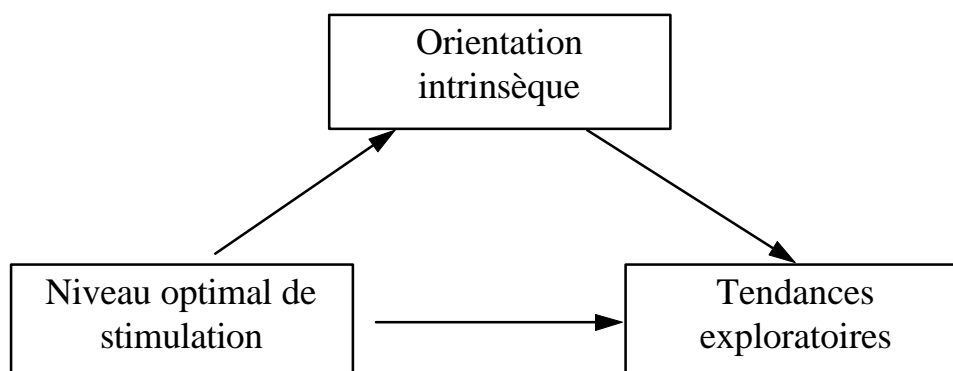 Orientation
intrinsèque
Niveau optimal de
stimulation
Tendances
exploratoires